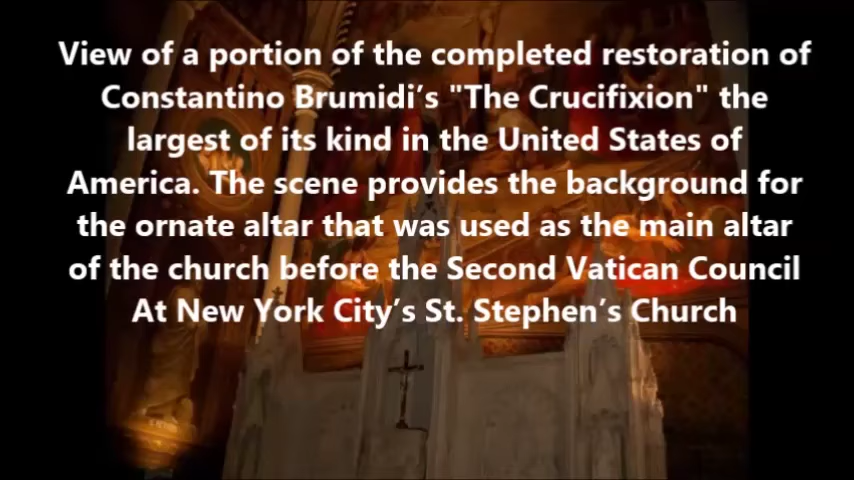 View of a portion of the completed restoration of
Constantino Brumidi’s "The Crucifixion" the
largest of its kind in the United States of
America. The scene provides the background for
the ornate altar that was used as the main altar
of the church before the Second Vatican Council
At New York City’s St. Stephen’s Church